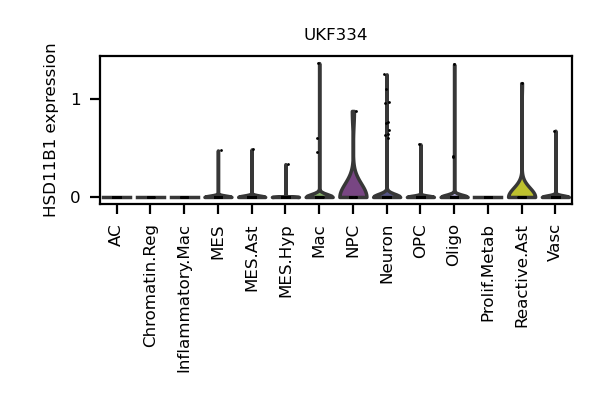 UKF334
HSD11B1 expression
1
0
AC
Chromatin.Reg
Inflammatory.Mac
MES
MES.Ast
MES.Hyp
Mac
NPC
Neuron
OPC
Oligo
Prolif.Metab
Reactive.Ast
Vasc